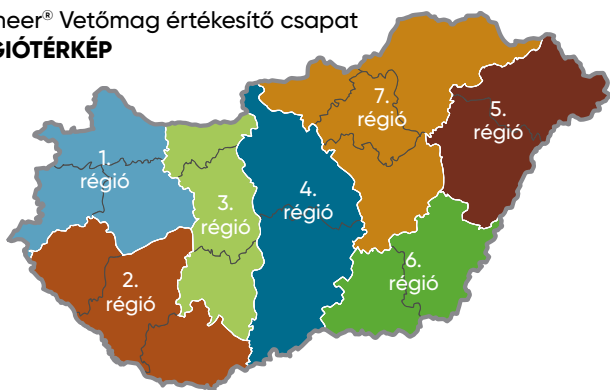 neer® Vetőmag értékesítő csapat
GIÓTÉRKÉP
1.
régió
2.
régió
3.
régió
4.
régió
5.
régió
6.
régió
7.
régió